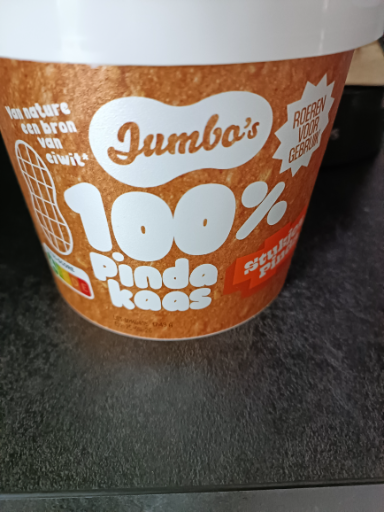 Van nature
een bron
van
eiwit*
Jumbo's
ROEREN
VOOR
GEBRUIK
100%
Pinda
kaas